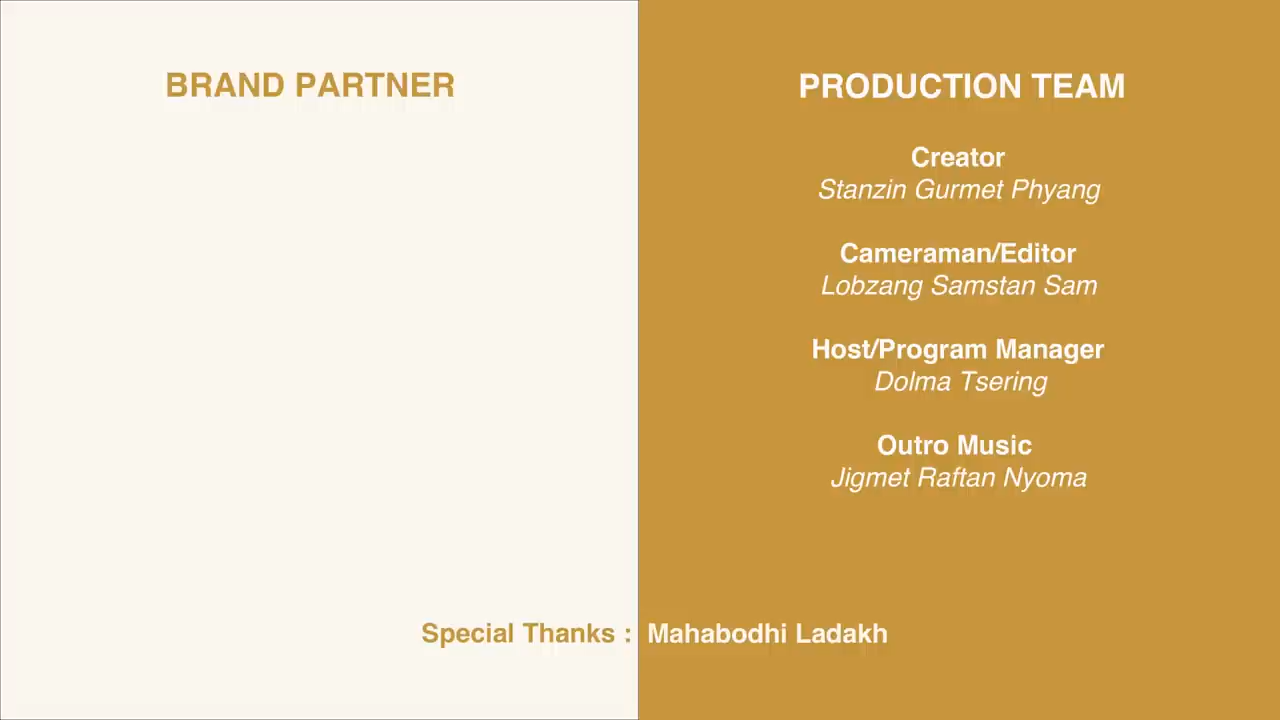 BRAND PARTNER
PRODUCTION TEAM
Creator
Stanzin Gurmet Phyang
Cameraman/Editor
Lobzang Samstan Sam
Host/Program Manager
Dolma Tsering
Outro Music
Jigmet Raftan Nyoma
Special Thanks : Mahabodhi Ladakh